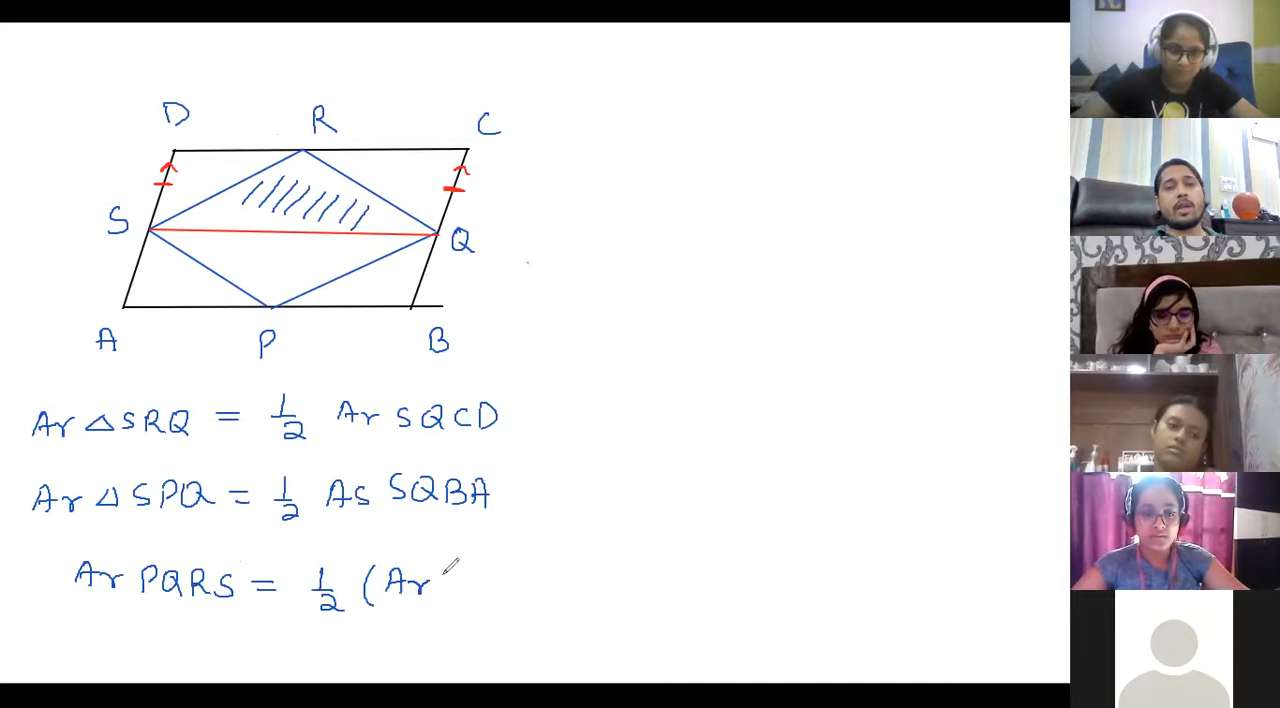 D R C
S Q
A P B
Ar △SRQ = 1/2 Ar SQCD
Ar △SPQ = 1/2 As SQBA
Ar PQRS = 1/2 (Ar